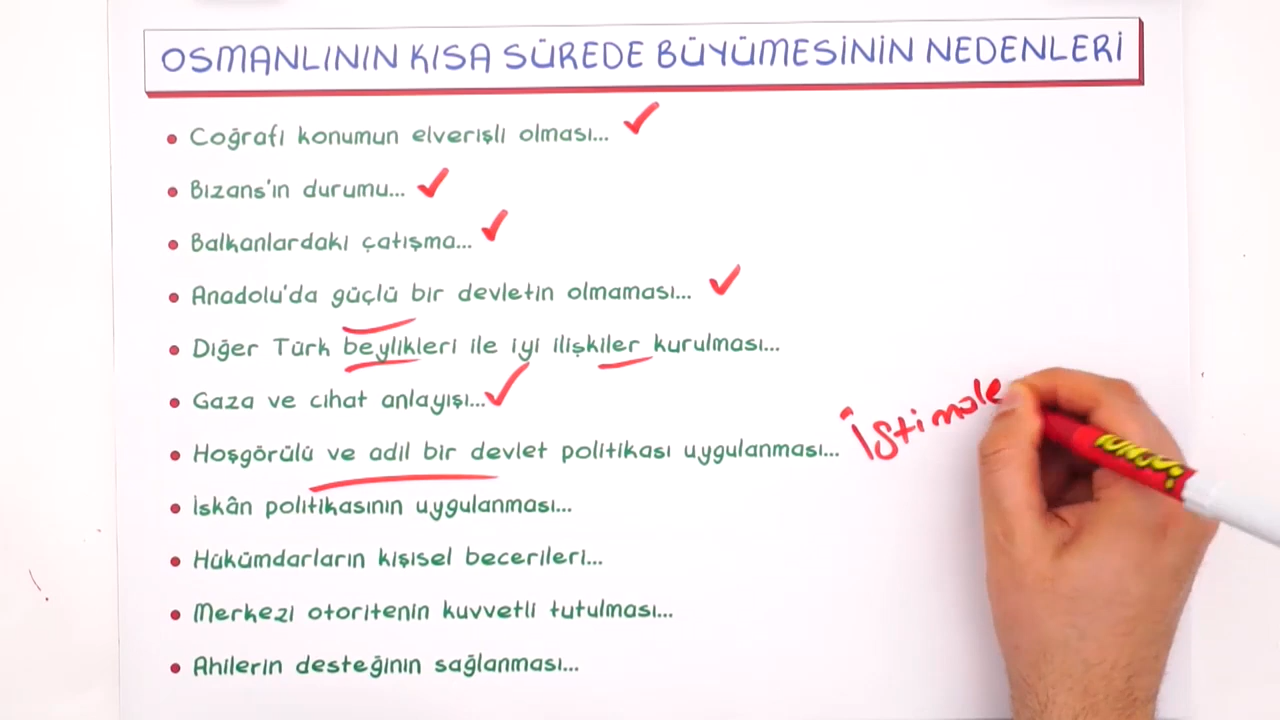 OSMANLININ KISA SÜREDE BÜYÜMESİNİN NEDENLERİ
Coğrafi konumun elverişli olması...
Bizans'ın durumu...
Balkanlardaki çatışma...
Anadolu'da güçlü bir devletin olmaması...
Diğer Türk beylikleri ile iyi ilişkiler kurulması...
Gaza ve cihat anlayışı...
Hoşgörülü ve adil bir devlet politikası uygulanması... İstimale
İskân politikasının uygulanması...
Hükümdarların kişisel becerileri...
Merkezi otoritenin kuvvetli tutulması...
Ahilerin desteğinin sağlanması...